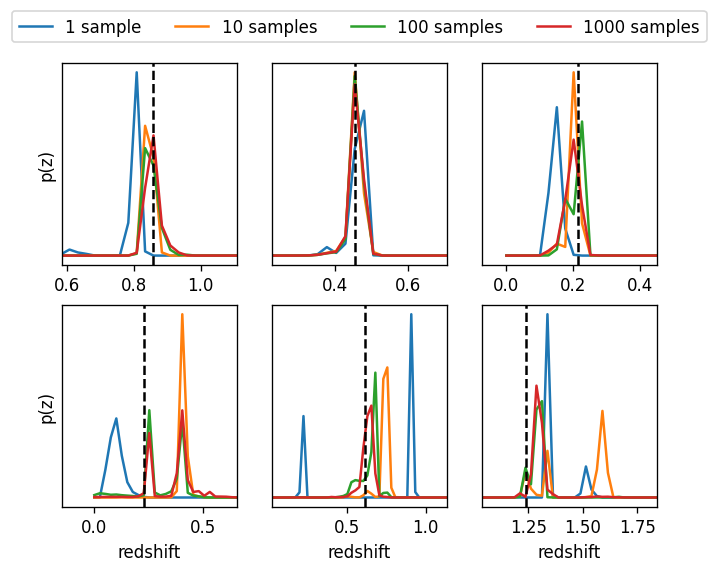 1 sample 10 samples 100 samples 1000 samples
p(z)
0.6 0.8 1.0
0.4 0.6
0.0 0.2 0.4
p(z)
0.0 0.5
0.5 1.0
1.25 1.50 1.75
redshift redshift redshift